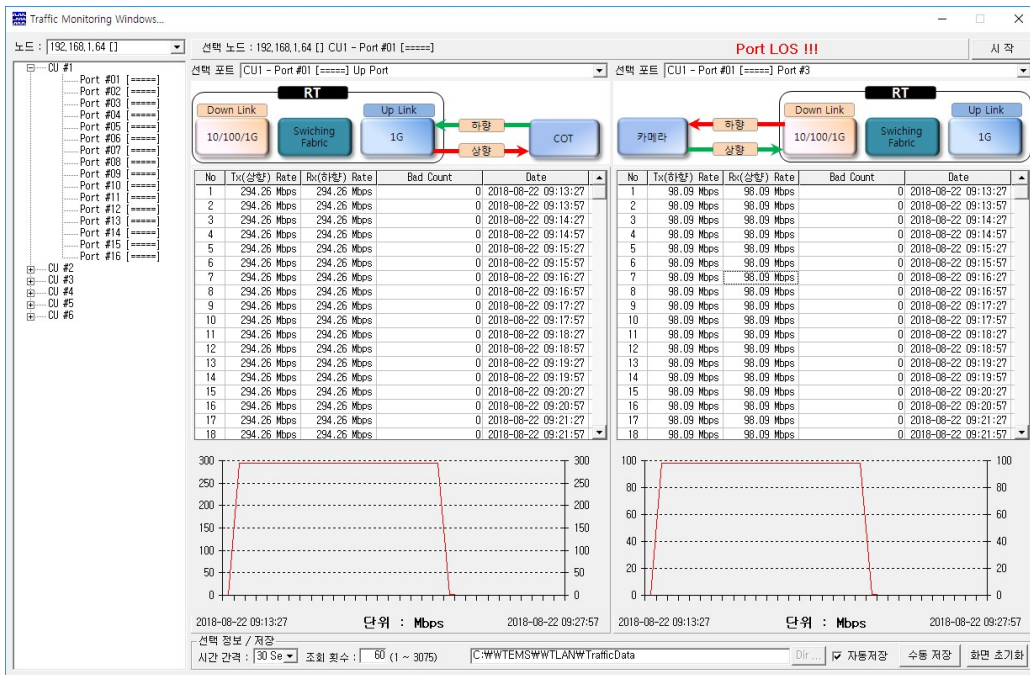 Traffic Monitoring Windows...
노드 : 192,168,1,64 []
선택 노드 : 192,168,1,64 [] CU1 - Port #01 [=====]
Port LOS !!!
시 작
CU #1
Port #01 [=====]
Port #02 [=====]
Port #03 [=====]
Port #04 [=====]
Port #05 [=====]
Port #06 [=====]
Port #07 [=====]
Port #08 [=====]
Port #09 [=====]
Port #10 [=====]
Port #11 [=====]
Port #12 [=====]
Port #13 [=====]
Port #14 [=====]
Port #15 [=====]
Port #16 [=====]
CU #2
CU #3
CU #4
CU #5
CU #6
선택 포트 CU1 - Port #01 [=====] Up Port
RT
Down Link
Up Link
10/100/1G
Swiching
Fabric
1G
하향
상향
COT
No Tx(상향) Rate Rx(하향) Rate Bad Count Date
1 294.26 Mbps 294.26 Mbps 0 2018-08-22 09:13:27
2 294.26 Mbps 294.26 Mbps 0 2018-08-22 09:13:57
3 294.26 Mbps 294.26 Mbps 0 2018-08-22 09:14:27
4 294.26 Mbps 294.26 Mbps 0 2018-08-22 09:14:57
5 294.26 Mbps 294.26 Mbps 0 2018-08-22 09:15:27
6 294.26 Mbps 294.26 Mbps 0 2018-08-22 09:15:57
7 294.26 Mbps 294.26 Mbps 0 2018-08-22 09:16:27
8 294.26 Mbps 294.26 Mbps 0 2018-08-22 09:16:57
9 294.26 Mbps 294.26 Mbps 0 2018-08-22 09:17:27
10 294.26 Mbps 294.26 Mbps 0 2018-08-22 09:17:57
11 294.26 Mbps 294.26 Mbps 0 2018-08-22 09:18:27
12 294.26 Mbps 294.26 Mbps 0 2018-08-22 09:18:57
13 294.26 Mbps 294.26 Mbps 0 2018-08-22 09:19:27
14 294.26 Mbps 294.26 Mbps 0 2018-08-22 09:19:57
15 294.26 Mbps 294.26 Mbps 0 2018-08-22 09:20:27
16 294.26 Mbps 294.26 Mbps 0 2018-08-22 09:20:57
17 294.26 Mbps 294.26 Mbps 0 2018-08-22 09:21:27
18 294.26 Mbps 294.26 Mbps 0 2018-08-22 09:21:57
300 300
250 250
200 200
150 150
100 100
50 50
0 0
2018-08-22 09:13:27 단위 : Mbps 2018-08-22 09:27:57
선택 포트 CU1 - Port #01 [=====] Port #3
RT
카메라
하향
상향
Down Link
Up Link
10/100/1G
Swiching
Fabric
1G
No Tx(하향) Rate Rx(상향) Rate Bad Count Date
1 98.09 Mbps 98.09 Mbps 0 2018-08-22 09:13:27
2 98.09 Mbps 98.09 Mbps 0 2018-08-22 09:13:57
3 98.09 Mbps 98.09 Mbps 0 2018-08-22 09:14:27
4 98.09 Mbps 98.09 Mbps 0 2018-08-22 09:14:57
5 98.09 Mbps 98.09 Mbps 0 2018-08-22 09:15:27
6 98.09 Mbps 98.09 Mbps 0 2018-08-22 09:15:57
7 98.09 Mbps 98.09 Mbps 0 2018-08-22 09:16:27
8 98.09 Mbps 98.09 Mbps 0 2018-08-22 09:16:57
9 98.09 Mbps 98.09 Mbps 0 2018-08-22 09:17:27
10 98.09 Mbps 98.09 Mbps 0 2018-08-22 09:17:57
11 98.09 Mbps 98.09 Mbps 0 2018-08-22 09:18:27
12 98.09 Mbps 98.09 Mbps 0 2018-08-22 09:18:57
13 98.09 Mbps 98.09 Mbps 0 2018-08-22 09:19:27
14 98.09 Mbps 98.09 Mbps 0 2018-08-22 09:19:57
15 98.09 Mbps 98.09 Mbps 0 2018-08-22 09:20:27
16 98.09 Mbps 98.09 Mbps 0 2018-08-22 09:20:57
17 98.09 Mbps 98.09 Mbps 0 2018-08-22 09:21:27
18 98.09 Mbps 98.09 Mbps 0 2018-08-22 09:21:57
100 100
80 80
60 60
40 40
20 20
0 0
2018-08-22 09:13:27 단위 : Mbps 2018-08-22 09:27:57
선택 정보 / 저장
시간 간격 : 30 Se 조회 횟수 : 60 (1 ~ 3075) C:₩WTEMS₩WTLAN₩TrafficData Dir ... 자동저장 수동 저장 화면 초기화